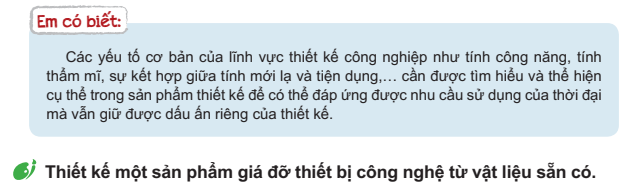 Em có biết:
Các yếu tố cơ bản của lĩnh vực thiết kế công nghiệp như tính công năng, tính
thẩm mĩ, sự kết hợp giữa tính mới lạ và tiện dụng,... cần được tìm hiểu và thể hiện
cụ thể trong sản phẩm thiết kế để có thể đáp ứng được nhu cầu sử dụng của thời đại
mà vẫn giữ được dấu ấn riêng của thiết kế.
Thiết kế một sản phẩm giá đỡ thiết bị công nghệ từ vật liệu sẵn có.